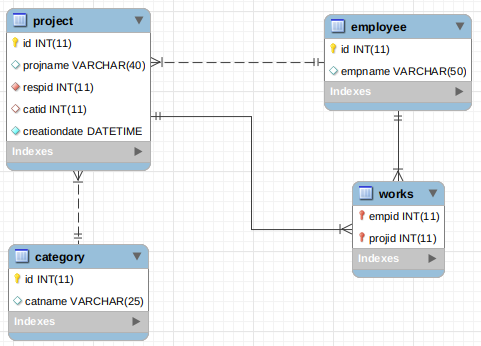 project
id INT(11)
projname VARCHAR(40)
respid INT(11)
catid INT(11)
creationdate DATETIME
Indexes
employee
id INT(11)
empname VARCHAR(50)
Indexes
works
empid INT(11)
projid INT(11)
Indexes
category
id INT(11)
catname VARCHAR(25)
Indexes